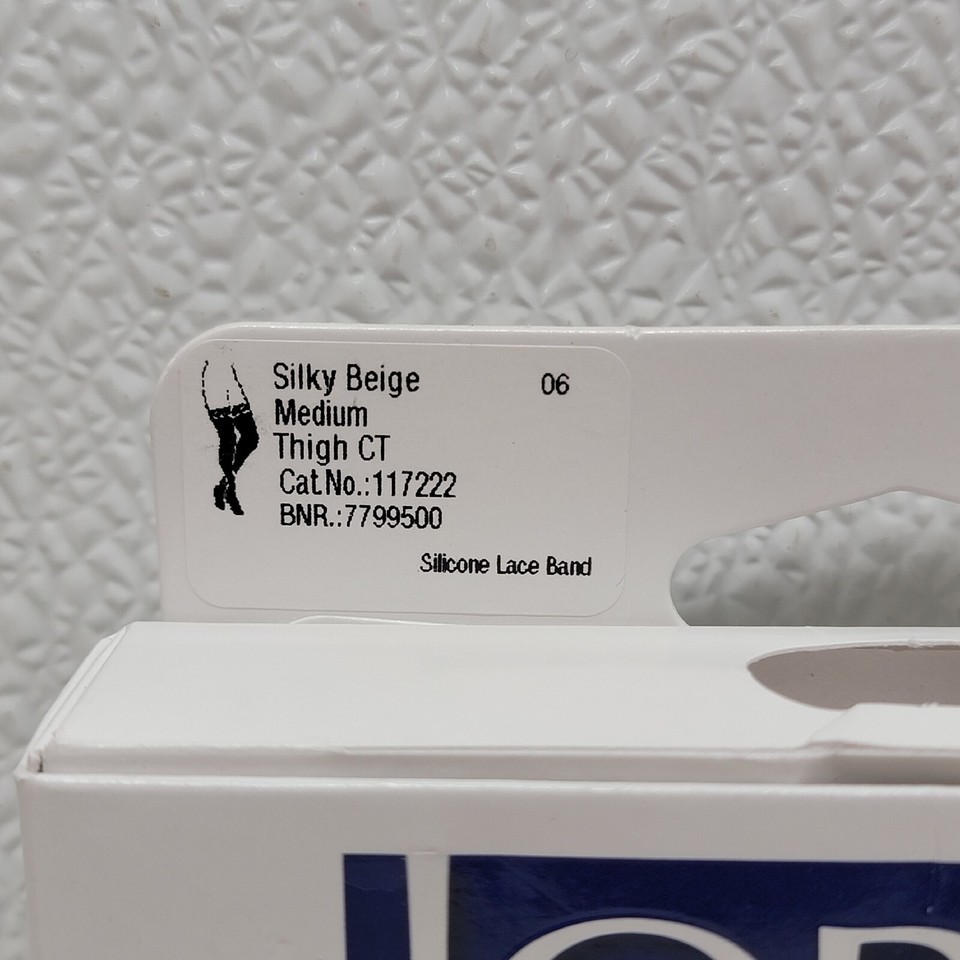 Silky Beige 06
Medium
Thigh CT
Cat.No.:117222
BNR.:7799500
Silicone Lace Band